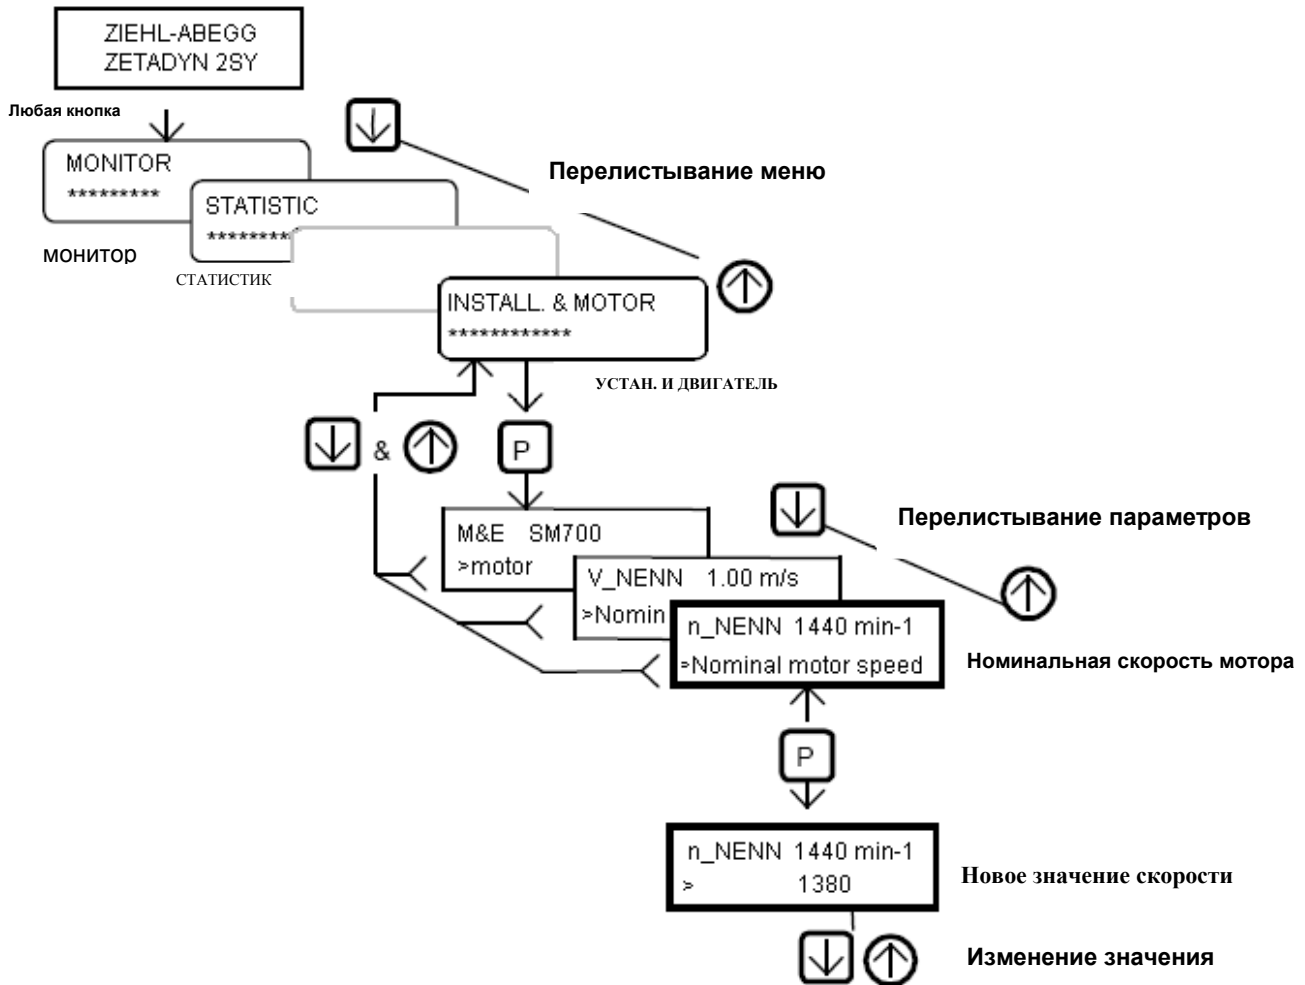 ZIEHL-ABEGG
ZETADYN 2SY
Любая кнопка
MONITOR
*********
монитор
Перелистывание меню
STATISTIC
*********
СТАТИСТИК
INSTALL. & MOTOR
************
УСТАН. И ДВИГАТЕЛЬ
&
P
M&E SM700
>motor
Перелистывание параметров
V_NENN 1.00 m/s
>Nomin
n_NENN 1440 min-1
>Nominal motor speed
Номинальная скорость мотора
P
n_NENN 1440 min-1
> 1380
Новое значение скорости
Изменение значения